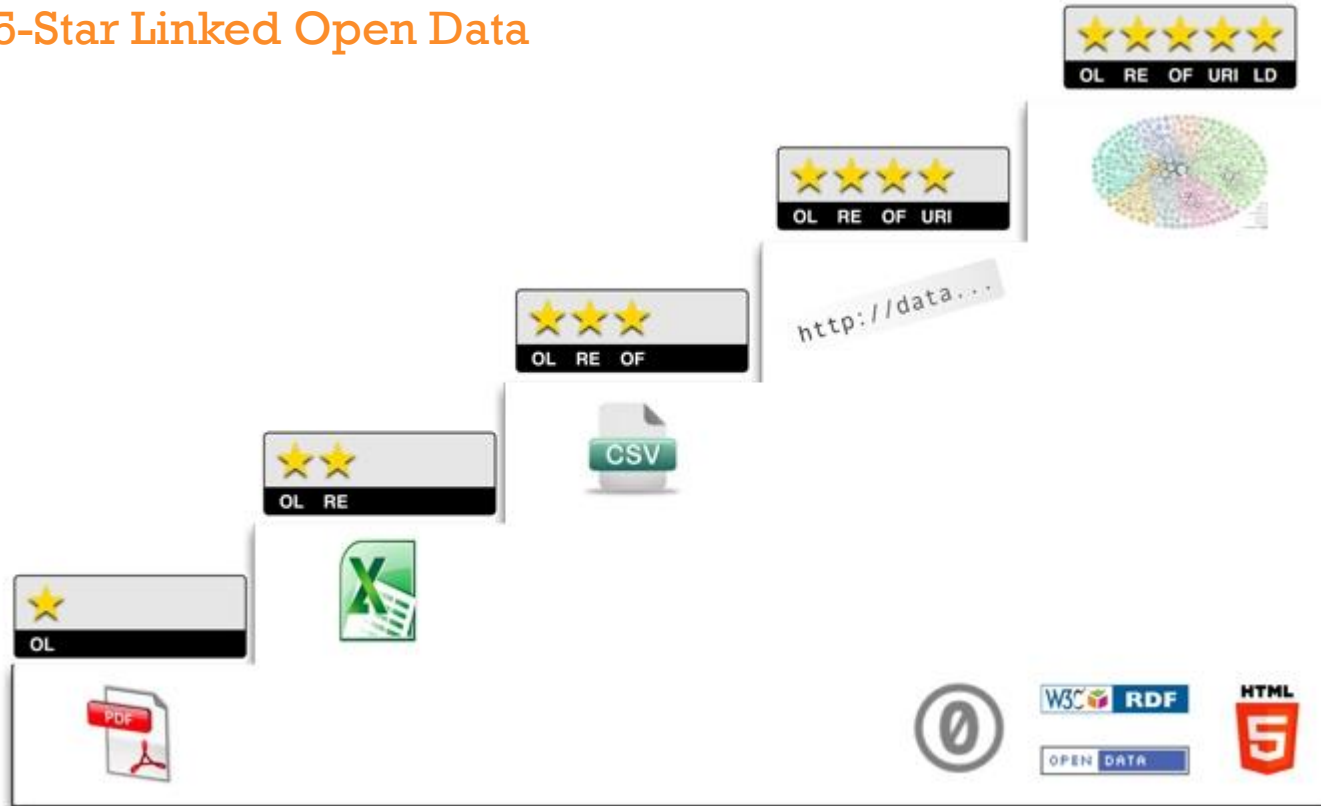 5-Star Linked Open Data
OL RE OF URI LD
OL RE OF URI
http://data...
OL RE OF
CSV
OL RE
OL
PDF
0
W3C RDF
HTML
5
OPEN DATA